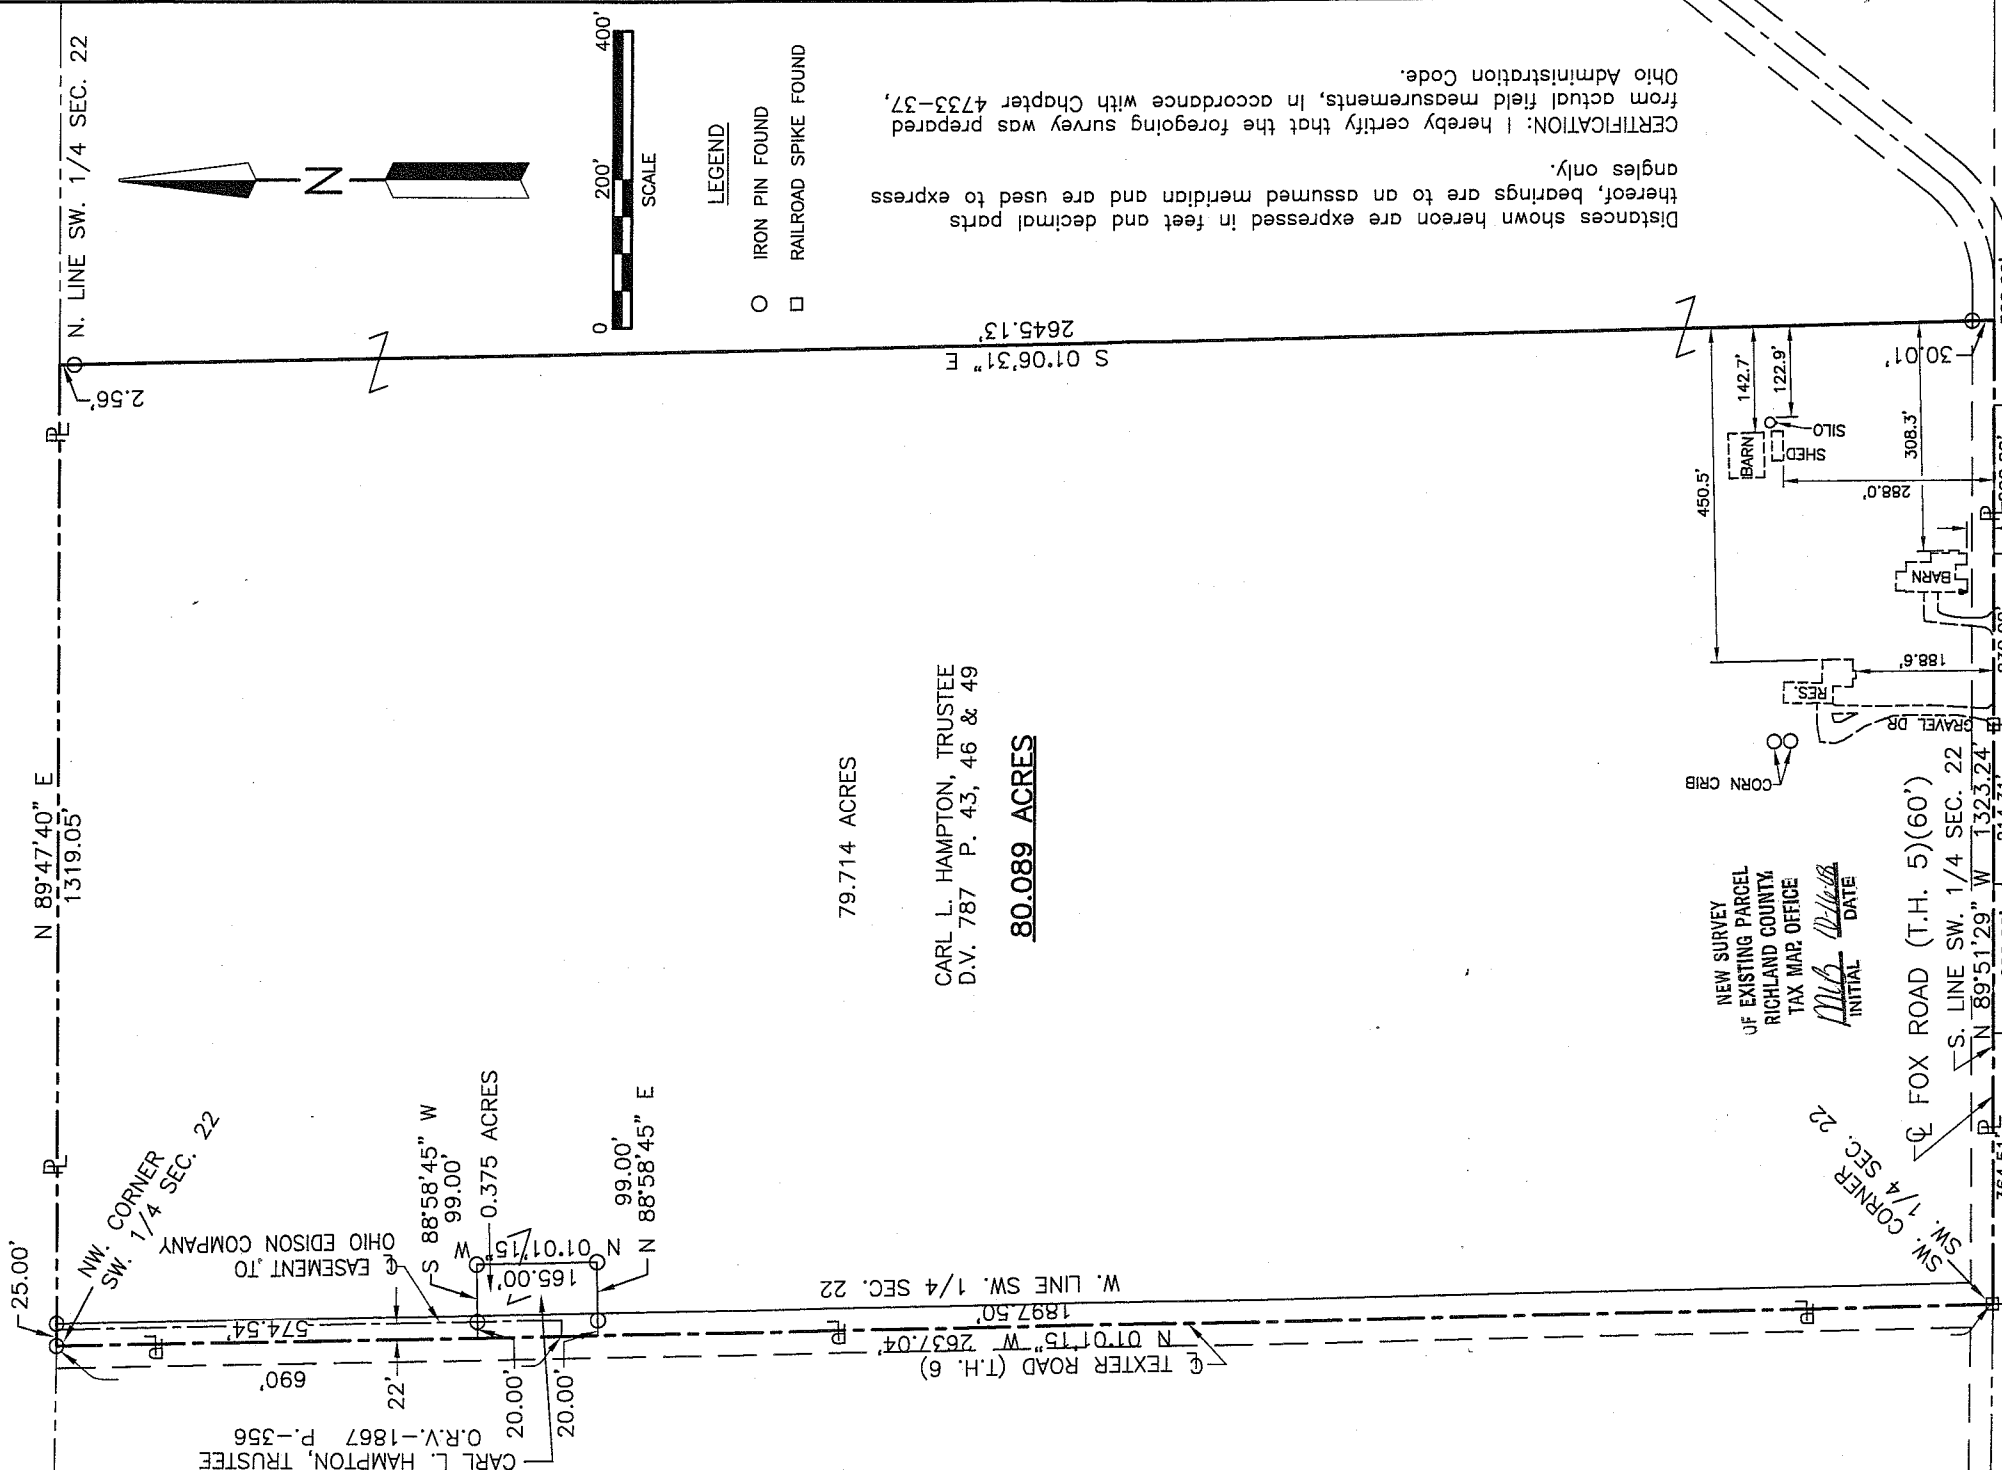 N. LINE SW. 1/4 SEC. 22
2.56'
N 89°47'40" E
1319.05'
25.00'
NW. CORNER
SW. 1/4 SEC. 22
N
0
200'
400'
SCALE
LEGEND
IRON PIN FOUND
RAILROAD SPIKE FOUND
Distances shown hereon are expressed in feet and decimal parts
thereof, bearings are to an assumed meridian and are used to express
angles only.
CERTIFICATION: I hereby certify that the foregoing survey was prepared
from actual field measurements, in accordance with Chapter 4733-37,
Ohio Administration Code.
S 01°06'31" E
2645.13'
30.01'
79.714 ACRES
CARL L. HAMPTON, TRUSTEE
D.V. 787 P. 43, 46 & 49
80.089 ACRES
℄ EASEMENT TO
OHIO EDISON COMPANY
S 88°58'45" W
99.00'
0.375 ACRES
N 01°01'15" W
165.00'
99.00'
N 88°58'45" E
574.54'
690'
22'
20.00'
20.00'
CARL L. HAMPTON, TRUSTEE
O.R.V.-1867 P.-356
W. LINE SW. 1/4 SEC. 22
1897.50'
N 01°01'15" W 2637.04'
℄ TEXTER ROAD (T.H. 6)
450.5'
142.7'
122.9'
BARN
SILO
SHED
288.0'
308.3'
BARN
188.6'
RES.
GRAVEL DR
CORN CRIB
NEW SURVEY
OF EXISTING PARCEL
RICHLAND COUNTY
TAX MAP OFFICE
INITIAL
DATE
℄ FOX ROAD (T.H. 5)(60')
S. LINE SW. 1/4 SEC. 22
N 89°51'29" W 1323.24'
SW. CORNER
SW. 1/4 SEC. 22